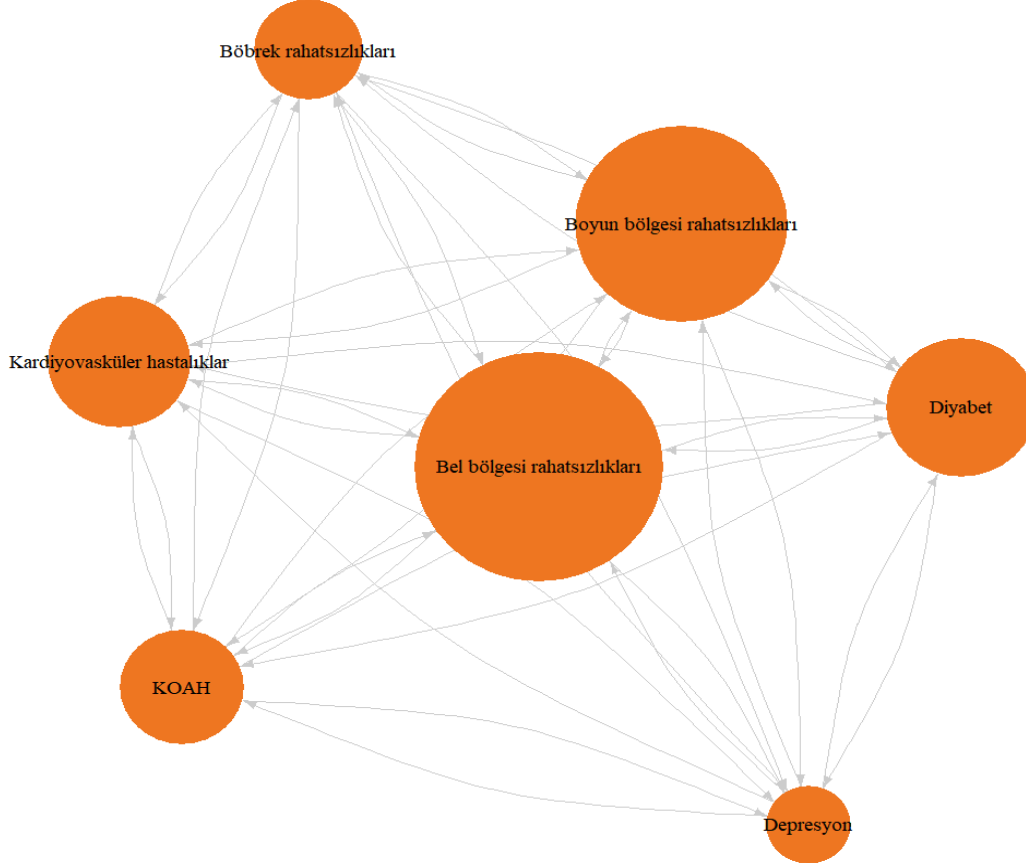 Böbrek rahatsızlıkları
Boyun bölgesi rahatsızlıkları
Kardiyovasküler hastalıklar
Diyabet
Bel bölgesi rahatsızlıkları
KOAH
Depresyon